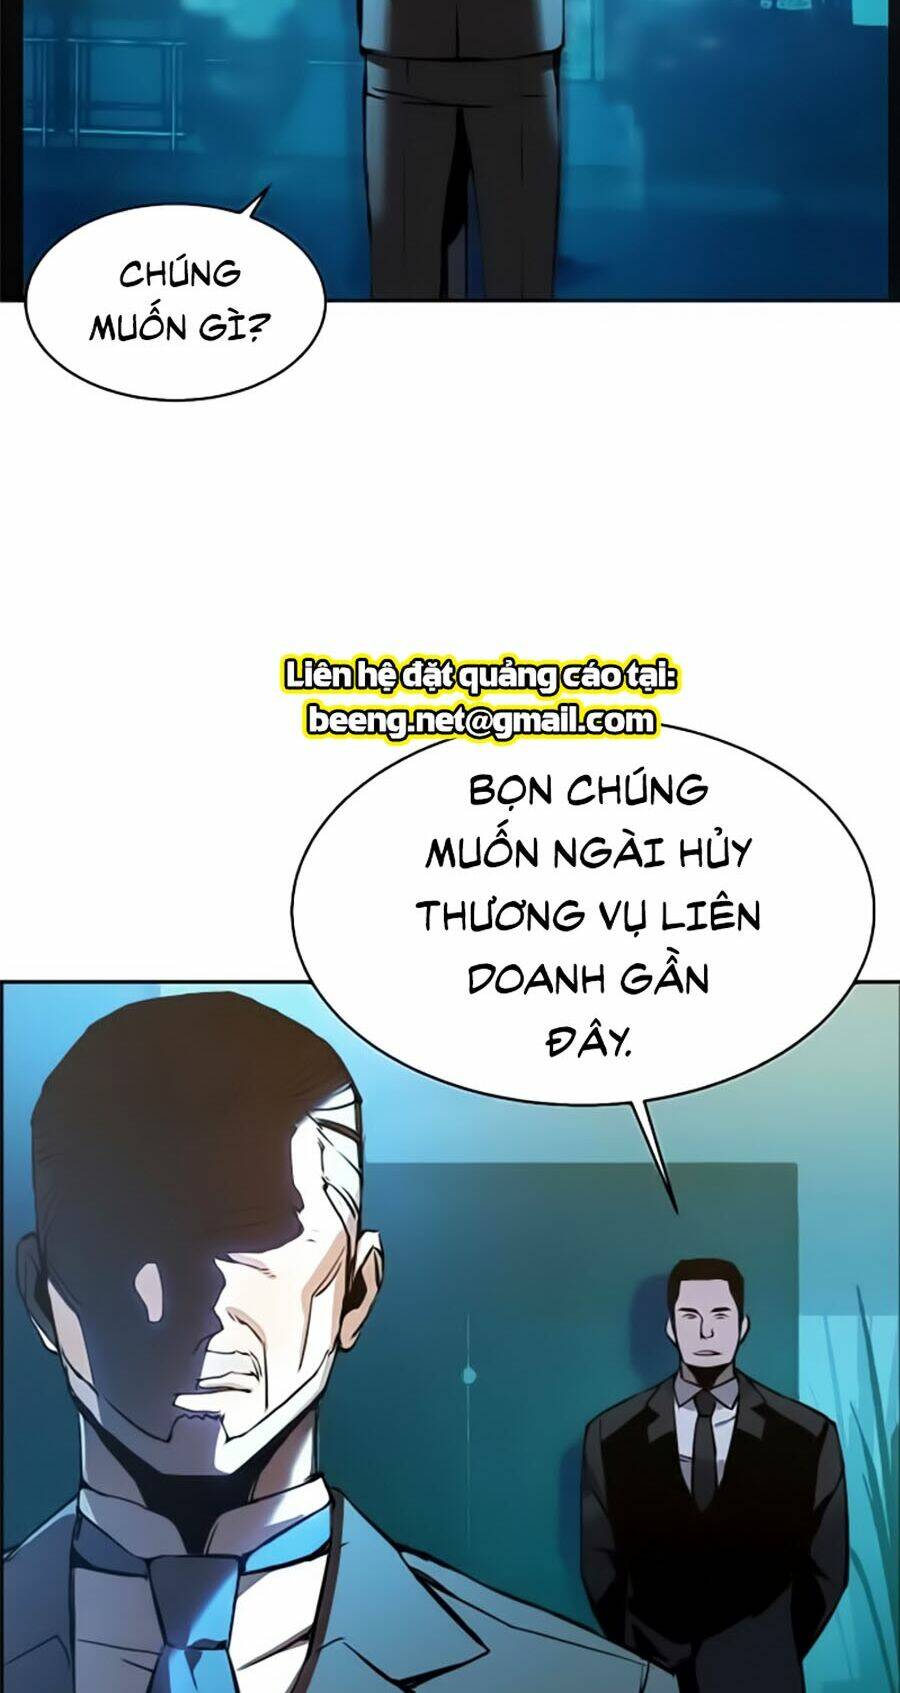 CHÚNG
MUỐN GÌ?
Liên hệ đặt quảng cáo tại:
beeng.net@gmail.com
BỌN CHÚNG
MUỐN NGÀI HỦY
THƯƠNG VỤ LIÊN
DOANH GẦN
ĐÂY.